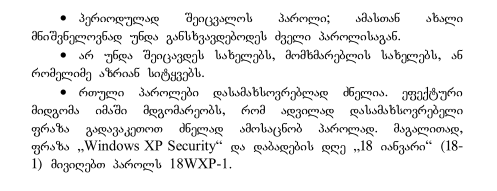 • პერიოდულად შეიცვალოს პაროლი; ამასთან ახალი
მნიშვნელოვნად უნდა განსხვავდებოდეს ძველი პაროლისაგან.
• არ უნდა შეიცავდეს სახელებს, მომხმარებლის სახელებს, ან
რომელიმე აზრიან სიტყვებს.
• რთული პაროლები დასამახსოვრებლად ძნელია. ეფექტური
მიდგომა იმაში მდგომარეობს, რომ ადვილად დასამახსოვრებელი
ფრაზა გადავაკეთოთ ძნელად ამოსაცნობ პაროლად. მაგალითად,
ფრაზა „Windows XP Security“ და დაბადების დღე „18 იანვარი“ (18-
1) მივიღებთ პაროლს 18WXP-1.